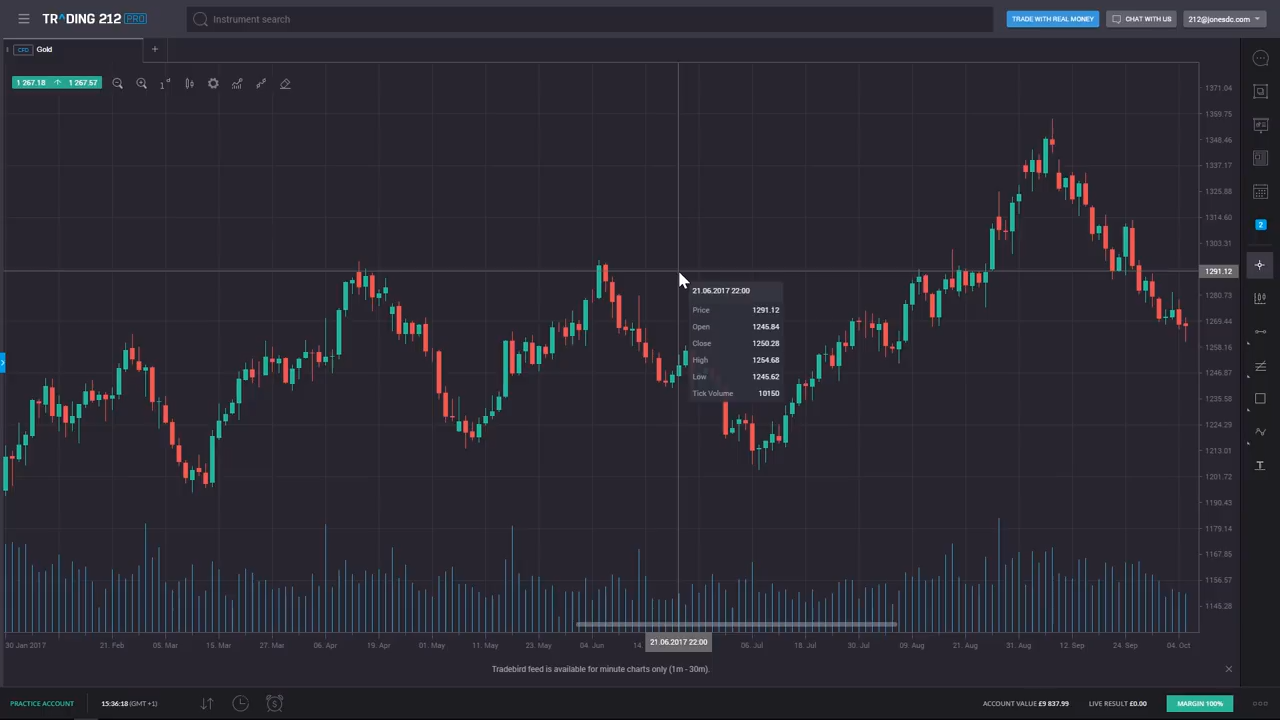 TRADING 212 PRO
Instrument search
TRADE WITH REAL MONEY
CHAT WITH US
212@jonesdc.com
CFD Gold
+
1 267.18 1 267.57
1d
1371.04
1359.75
1348.46
1337.17
1325.88
1314.60
1303.31
1291.12
1280.73
1269.44
1258.16
1246.87
1235.58
1224.29
1213.01
1201.72
1190.43
1179.14
1167.85
1156.57
1145.28
2
21.06.2017 22:00
Price 1291.12
Open 1245.84
Close 1250.28
High 1254.68
Low 1245.62
Tick Volume 10150
30 Jan 2017 21. Feb 05. Mar 15. Mar 27. Mar 06. Apr 19. Apr 01. May 11. May 23. May 04. Jun 14. 21.06.2017 22:00 06. Jul 18. Jul 30. Jul 09. Aug 21. Aug 31. Aug 12. Sep 24. Sep 04. Oct
Tradebird feed is available for minute charts only (1m - 30m).
PRACTICE ACCOUNT 15:36:18 (GMT +1)
ACCOUNT VALUE £9 837.99 LIVE RESULT £0.00 MARGIN 100%